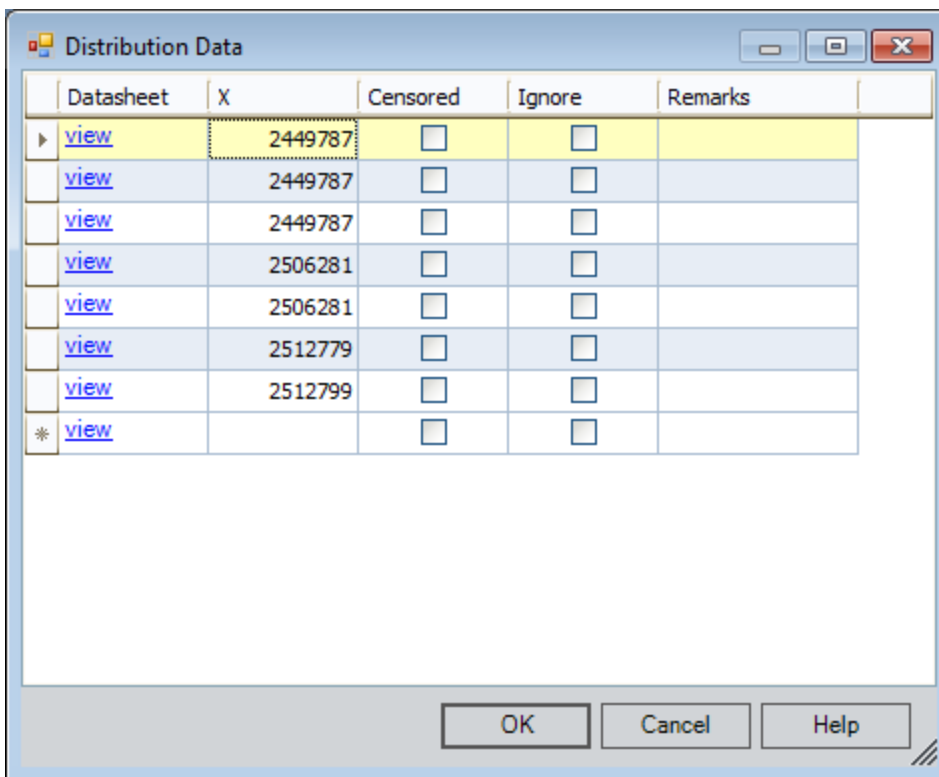 Distribution Data
Datasheet X Censored Ignore Remarks
view 2449787
view 2449787
view 2449787
view 2506281
view 2506281
view 2512779
view 2512799
view
OK Cancel Help